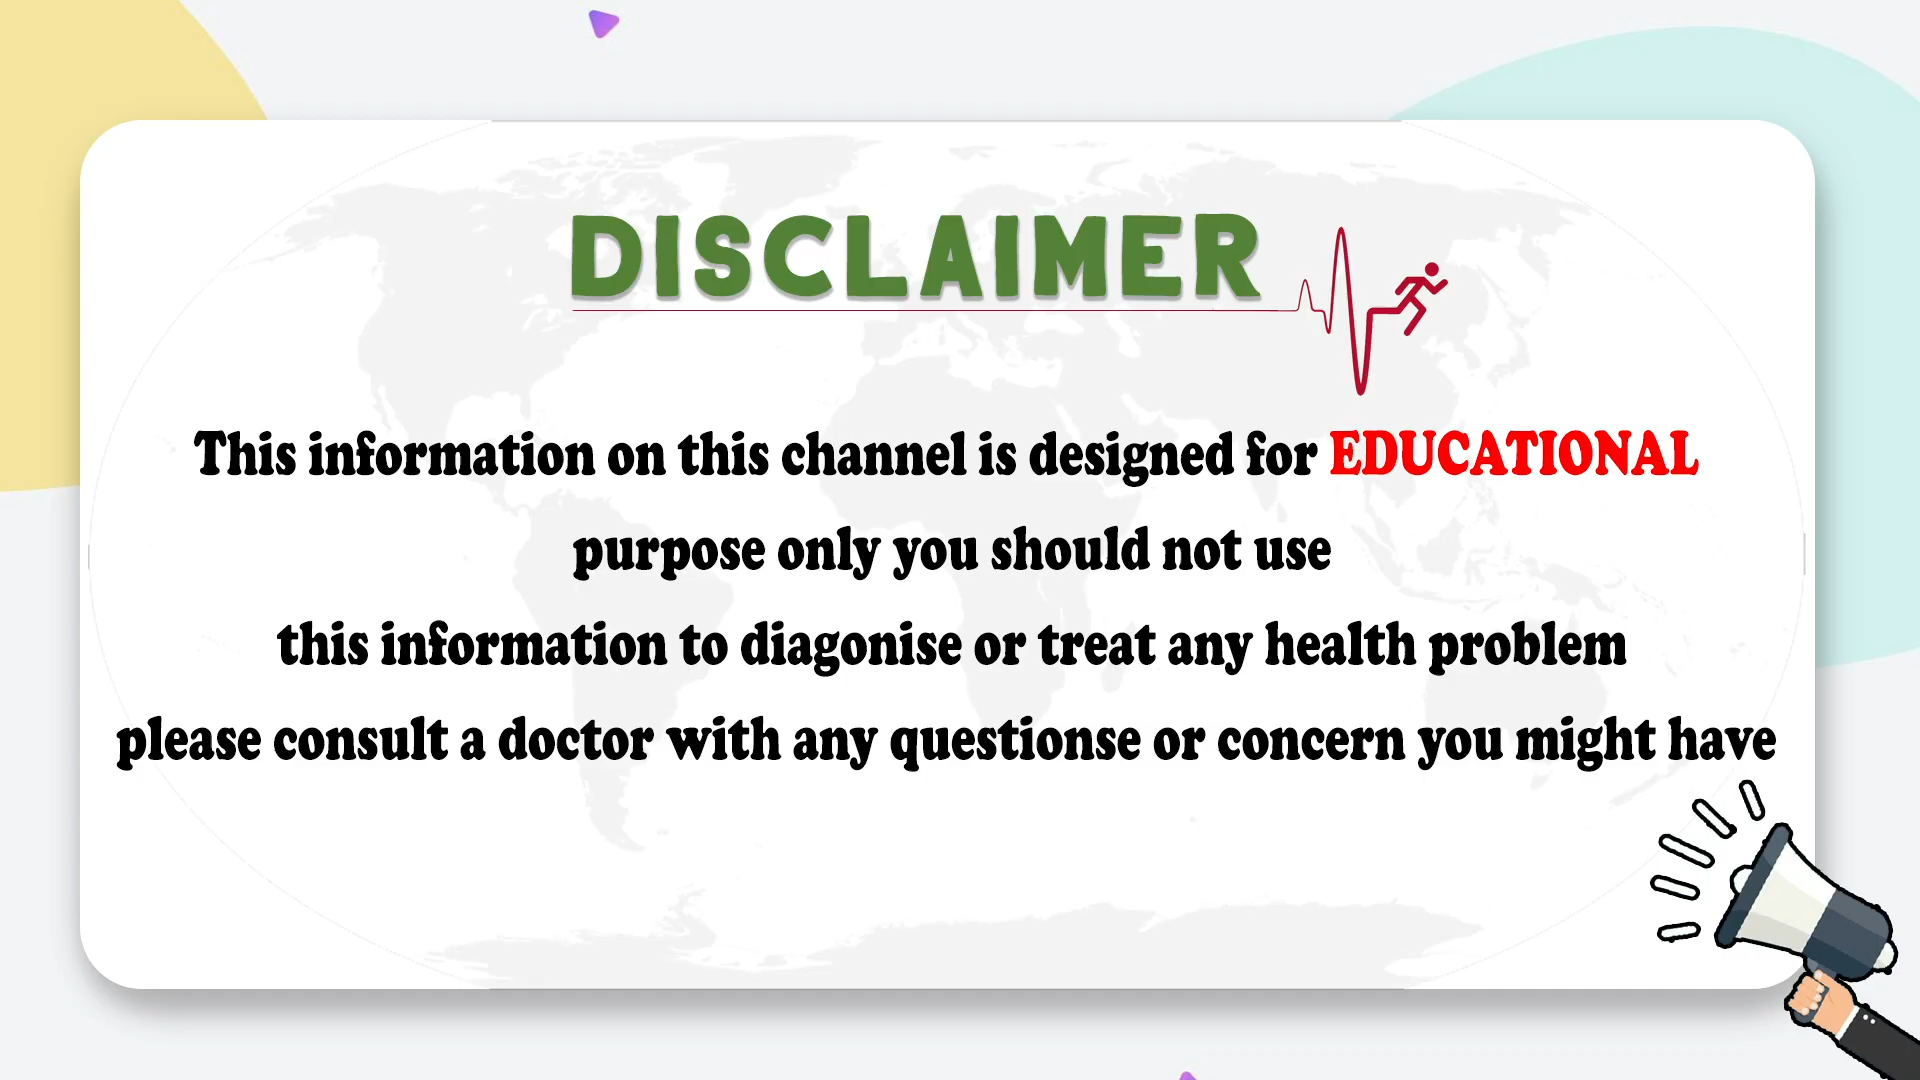 DISCLAIMER
This information on this channel is designed for EDUCATIONAL
purpose only you should not use
this information to diagonise or treat any health problem
please consult a doctor with any questionse or concern you might have